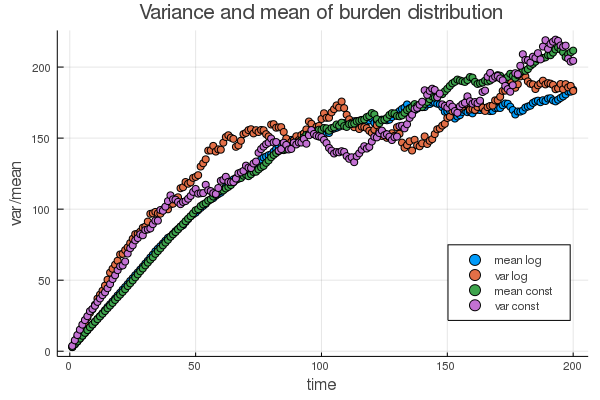 Variance and mean of burden distribution
var/mean
200
150
100
50
0
0 50 100 150 200
time
mean log
var log
mean const
var const